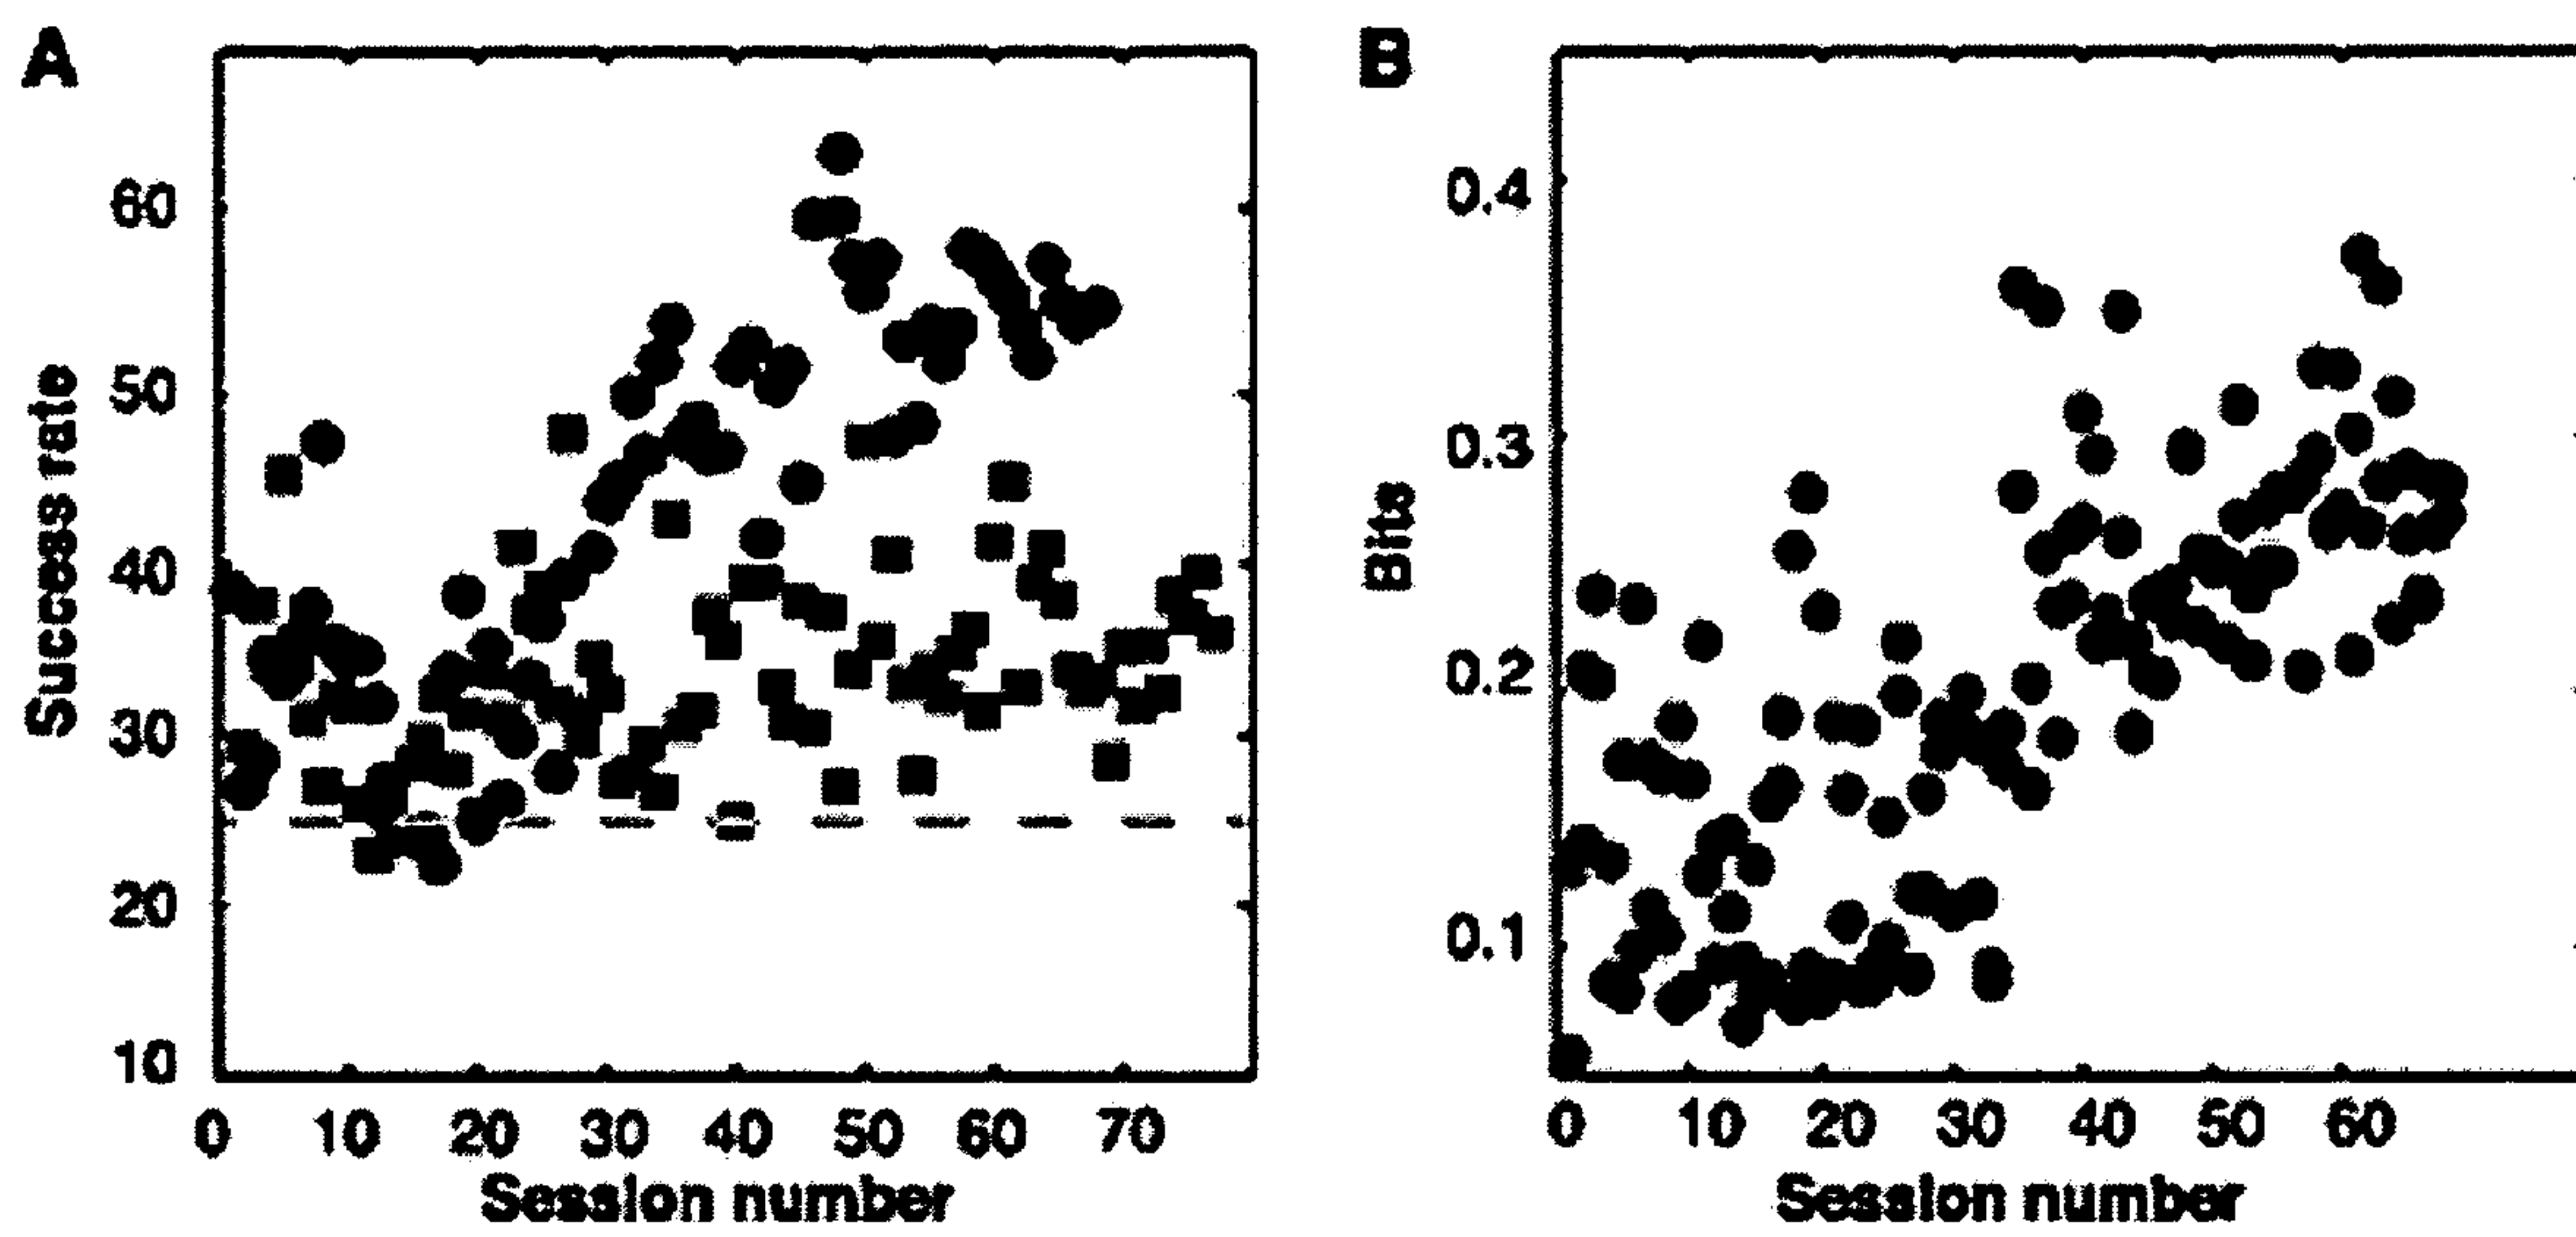 A
B
Success rate
60
50
40
30
20
10
0 10 20 30 40 50 60 70
Session number
Bits
0.4
0.3
0.2
0.1
0 10 20 30 40 50 60
Session number